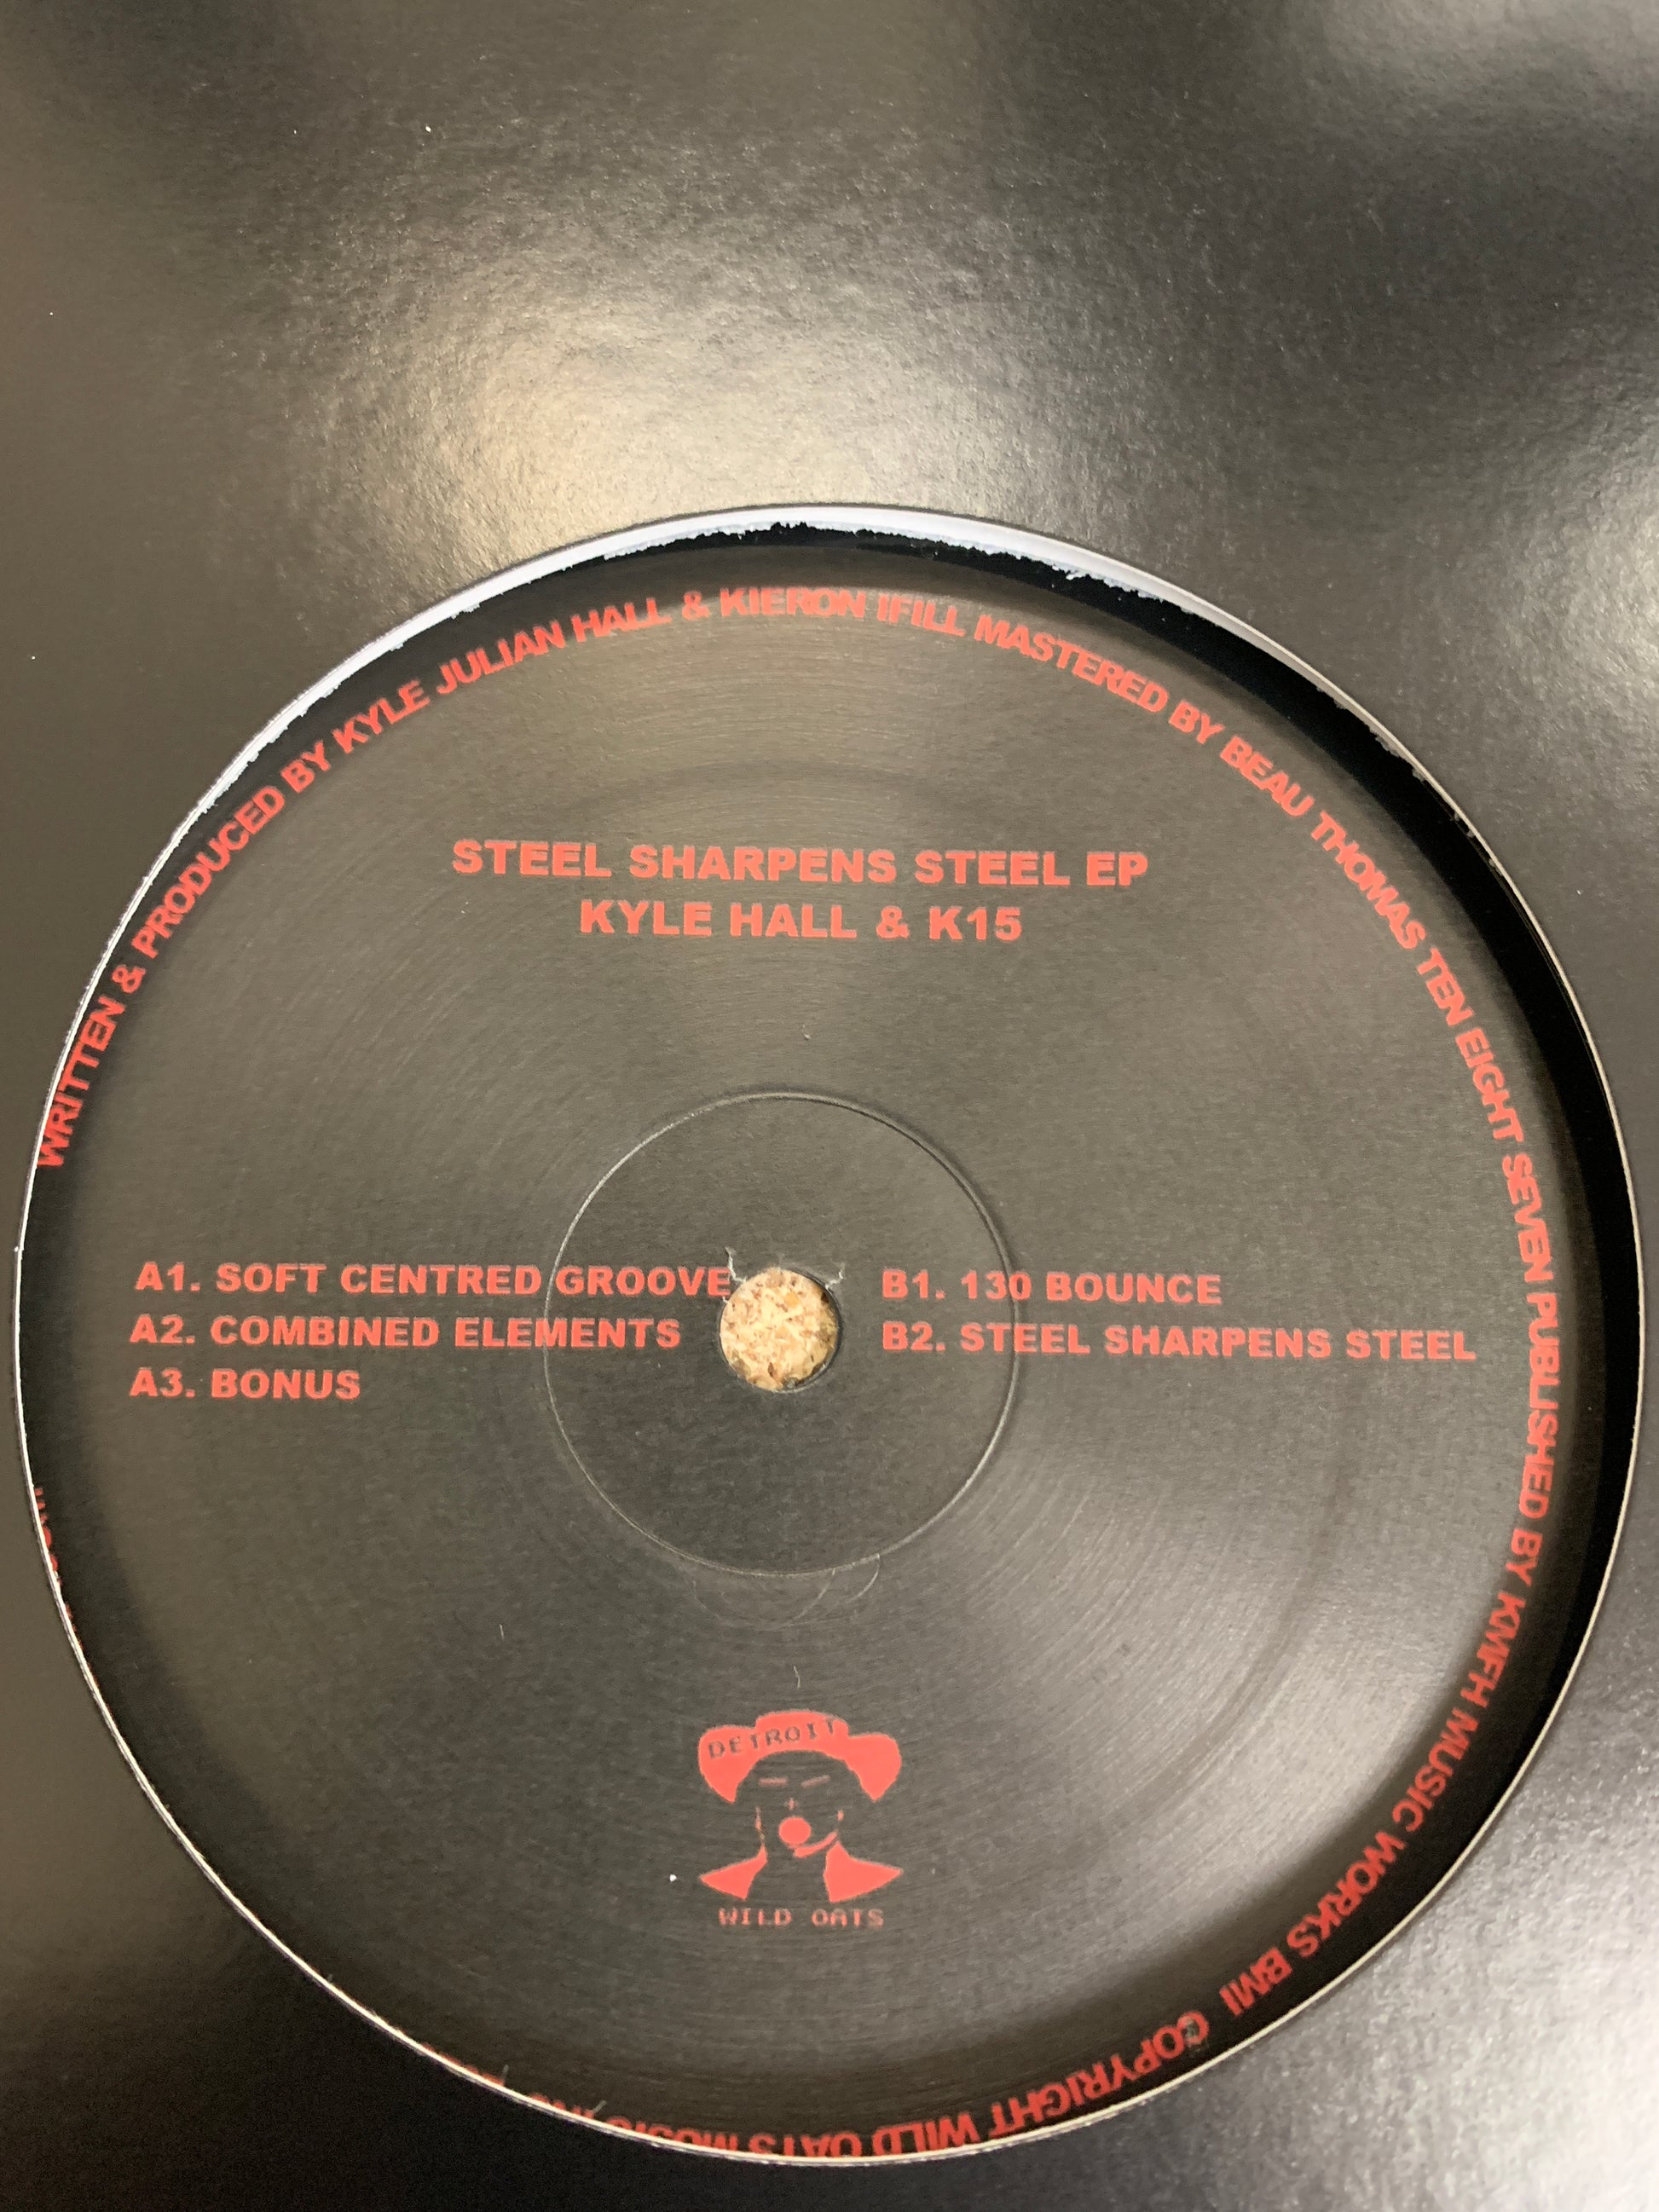 WRITTEN & PRODUCED BY KYLE JULIAN HALL & KIERON IFILL MASTERED BY BEAU THOMAS TEN EIGHT SEVEN PUBLISHED BY KMFH MUSIC WORKS BMI COPYRIGHT WILD OATS MUSIC
STEEL SHARPENS STEEL EP
KYLE HALL & K15
A1. SOFT CENTRED GROOVE
A2. COMBINED ELEMENTS
A3. BONUS
B1. 130 BOUNCE
B2. STEEL SHARPENS STEEL
DETROIT
WILD OATS